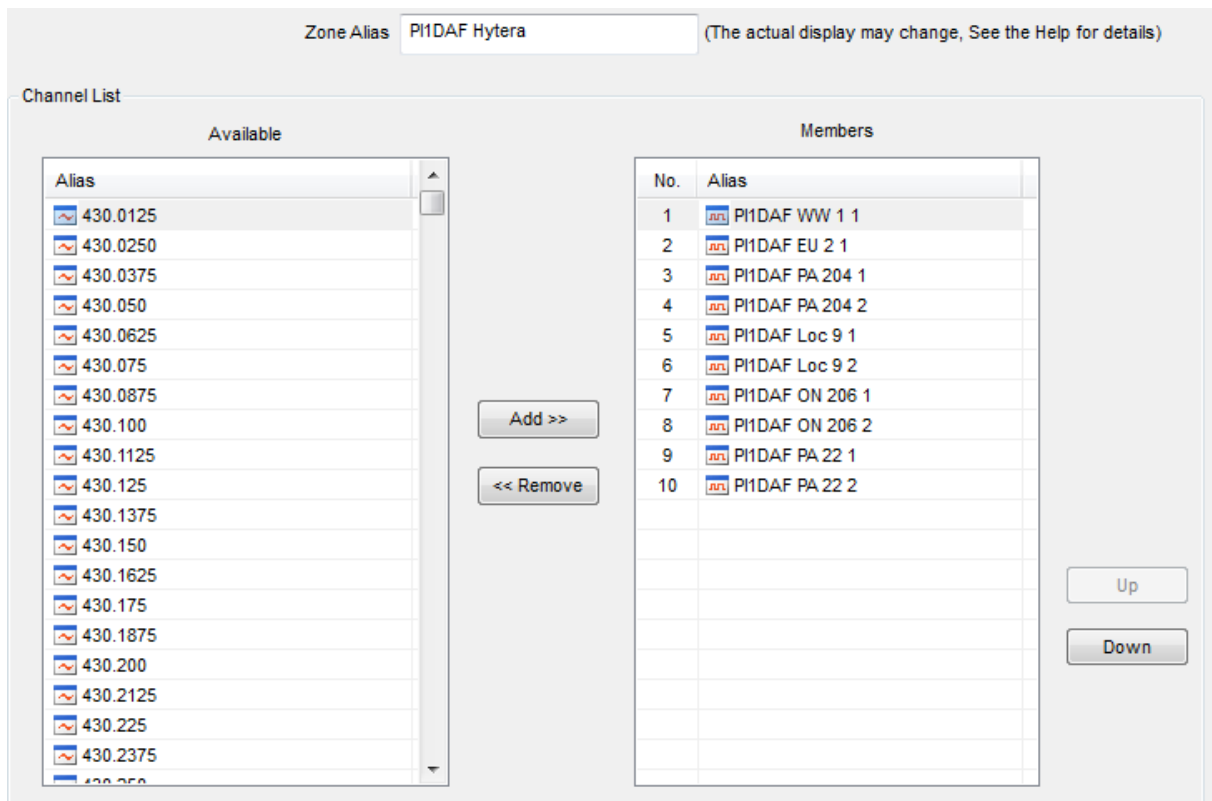 Zone Alias PI1DAF Hytera (The actual display may change, See the Help for details)
Channel List
Available
Alias
430.0125
430.0250
430.0375
430.050
430.0625
430.075
430.0875
430.100
430.1125
430.125
430.1375
430.150
430.1625
430.175
430.1875
430.200
430.2125
430.225
430.2375
Add >>
<< Remove
Members
No. Alias
1 PI1DAF WW 1 1
2 PI1DAF EU 2 1
3 PI1DAF PA 204 1
4 PI1DAF PA 204 2
5 PI1DAF Loc 9 1
6 PI1DAF Loc 9 2
7 PI1DAF ON 206 1
8 PI1DAF ON 206 2
9 PI1DAF PA 22 1
10 PI1DAF PA 22 2
Up
Down